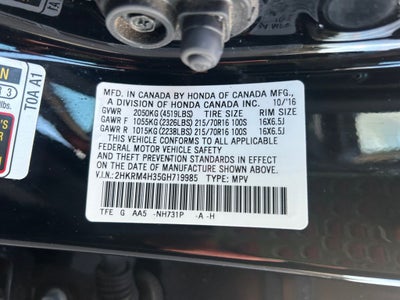 MFD. IN CANADA BY HONDA OF CANADA MFG.,
A DIVISION OF HONDA CANADA INC. 10/'16
GVWR 2050KG (4519LBS) TIRE SIZE RIM SIZE
GAWR F 1055KG (2326LBS) 215/70R16 100S 16X6.5J
GAWR R 1015KG (2238LBS) 215/70R16 100S 16X6.5J
THIS VEHICLE CONFORMS TO ALL APPLICABLE
FEDERAL MOTOR VEHICLE SAFETY
AND THEFT PREVENTION STANDARDS IN EFFECT ON
THE DATE OF MANUFACTURE SHOWN ABOVE.
V.I.N.: 2HKRM4H35GH719985 TYPE: MPV
TFE G AA5 -NH731P -A -H
TOA A1
R 3
lbs.